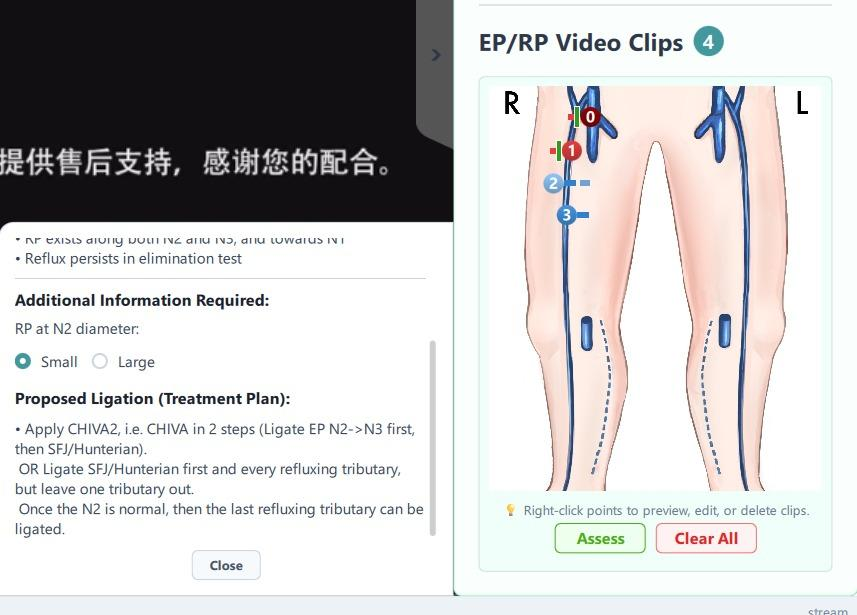 提供售后支持，感谢您的配合。
• RP exists along both N2 and N3, and towards N1
• Reflux persists in elimination test
Additional Information Required:
RP at N2 diameter:
Small Large
Proposed Ligation (Treatment Plan):
• Apply CHIVA2, i.e. CHIVA in 2 steps (Ligate EP N2->N3 first,
then SFJ/Hunterian).
OR Ligate SFJ/Hunterian first and every refluxing tributary,
but leave one tributary out.
Once the N2 is normal, then the last refluxing tributary can be
ligated.
Close
EP/RP Video Clips 4
R L
0
1
2
3
💡 Right-click points to preview, edit, or delete clips.
Assess Clear All
stream